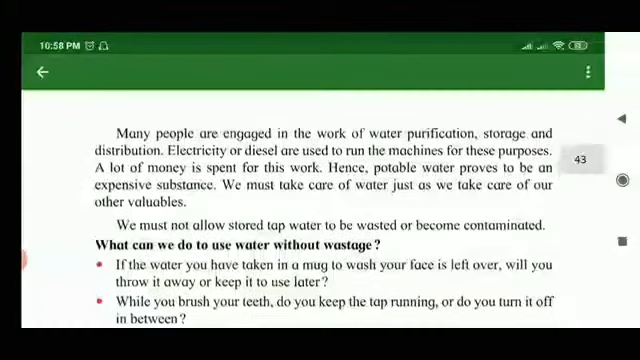 10:58 PM
43
Many people are engaged in the work of water purification, storage and
distribution. Electricity or diesel are used to run the machines for these purposes.
A lot of money is spent for this work. Hence, potable water proves to be an
expensive substance. We must take care of water just as we take care of our
other valuables.
We must not allow stored tap water to be wasted or become contaminated.
What can we do to use water without wastage?
• If the water you have taken in a mug to wash your face is left over, will you
throw it away or keep it to use later?
• While you brush your teeth, do you keep the tap running, or do you turn it off
in between?